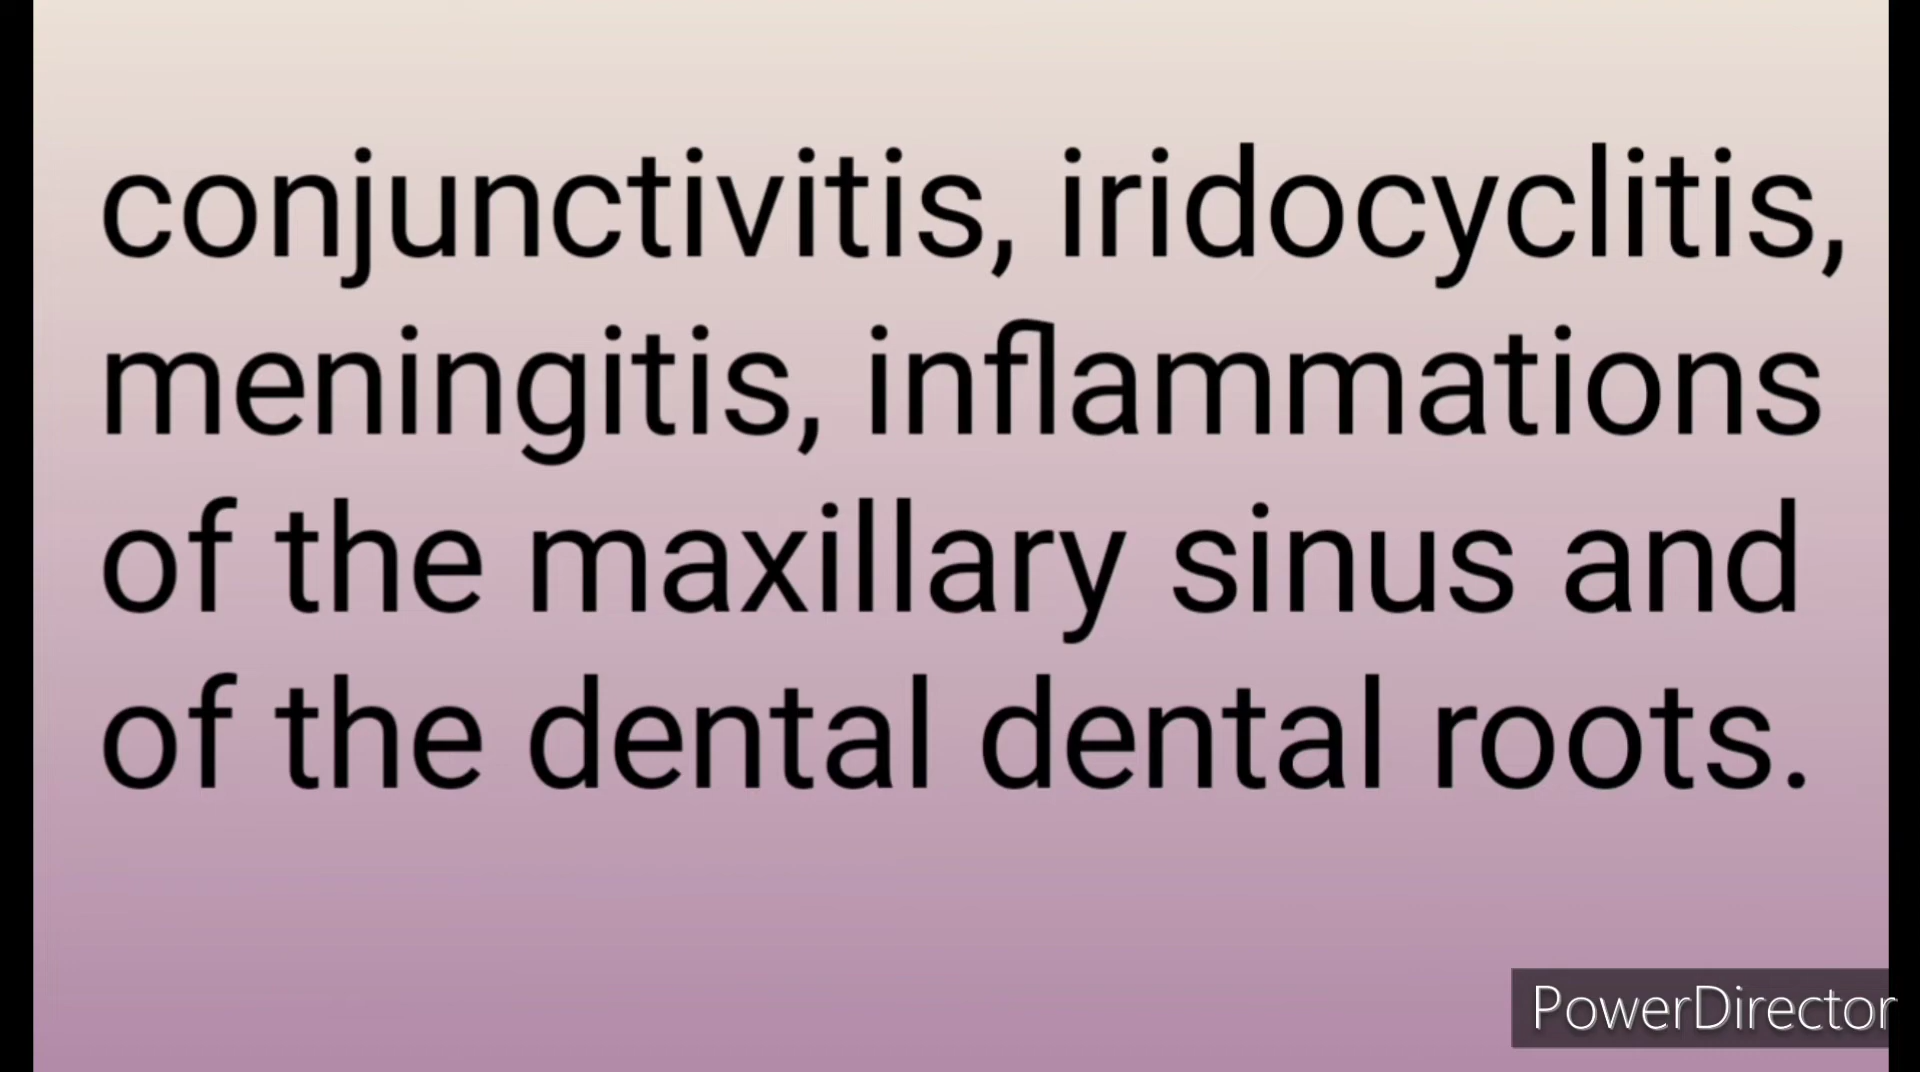 conjunctivitis, iridocyclitis,
meningitis, inflammations
of the maxillary sinus and
of the dental dental roots.
PowerDirector